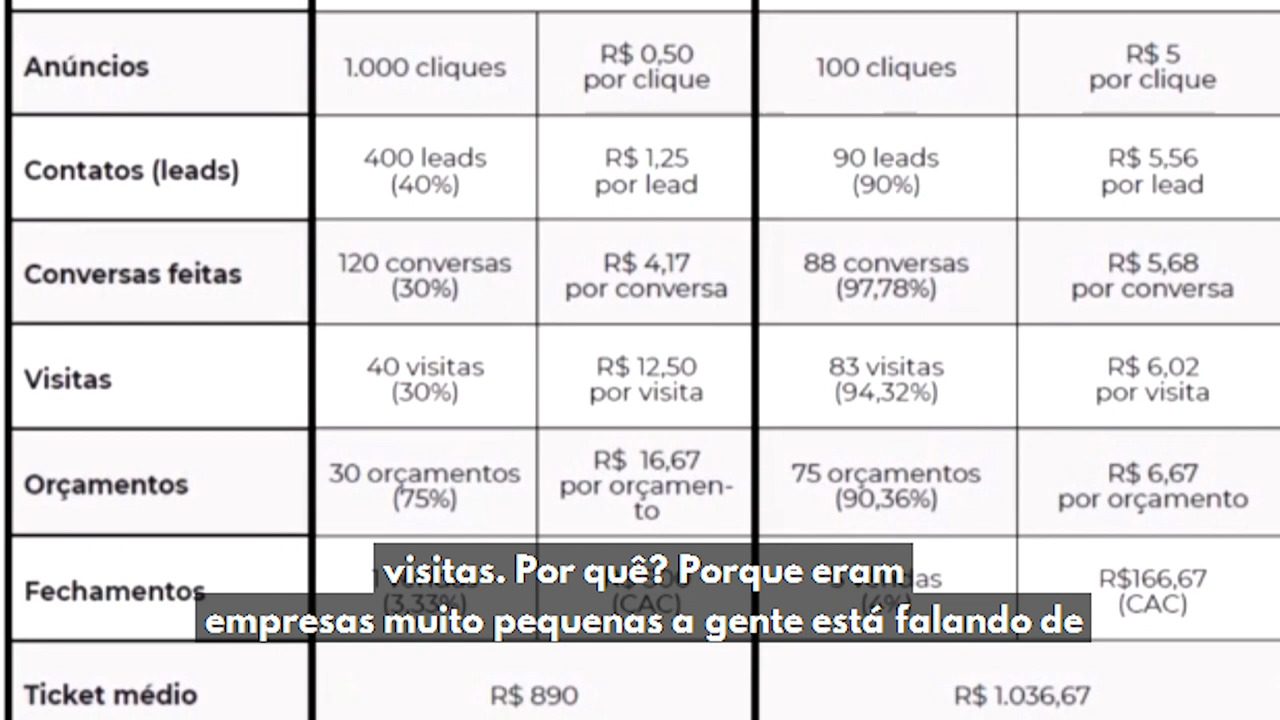 Anúncios
1.000 cliques
R$ 0,50
por clique
100 cliques
R$ 5
por clique
Contatos (leads)
400 leads
(40%)
R$ 1,25
por lead
90 leads
(90%)
R$ 5,56
por lead
Conversas feitas
120 conversas
(30%)
R$ 4,17
por conversa
88 conversas
(97,78%)
R$ 5,68
por conversa
Visitas
40 visitas
(30%)
R$ 12,50
por visita
83 visitas
(94,32%)
R$ 6,02
por visita
Orçamentos
30 orçamentos
(75%)
R$ 16,67
por orçamen-
to
75 orçamentos
(90,36%)
R$ 6,67
por orçamento
Fechamentos
(3,33%)
(CAC)
(4%)
R$166,67
(CAC)
visitas. Por quê? Porque eram
empresas muito pequenas a gente está falando de
Ticket médio
R$ 890
R$ 1.036,67